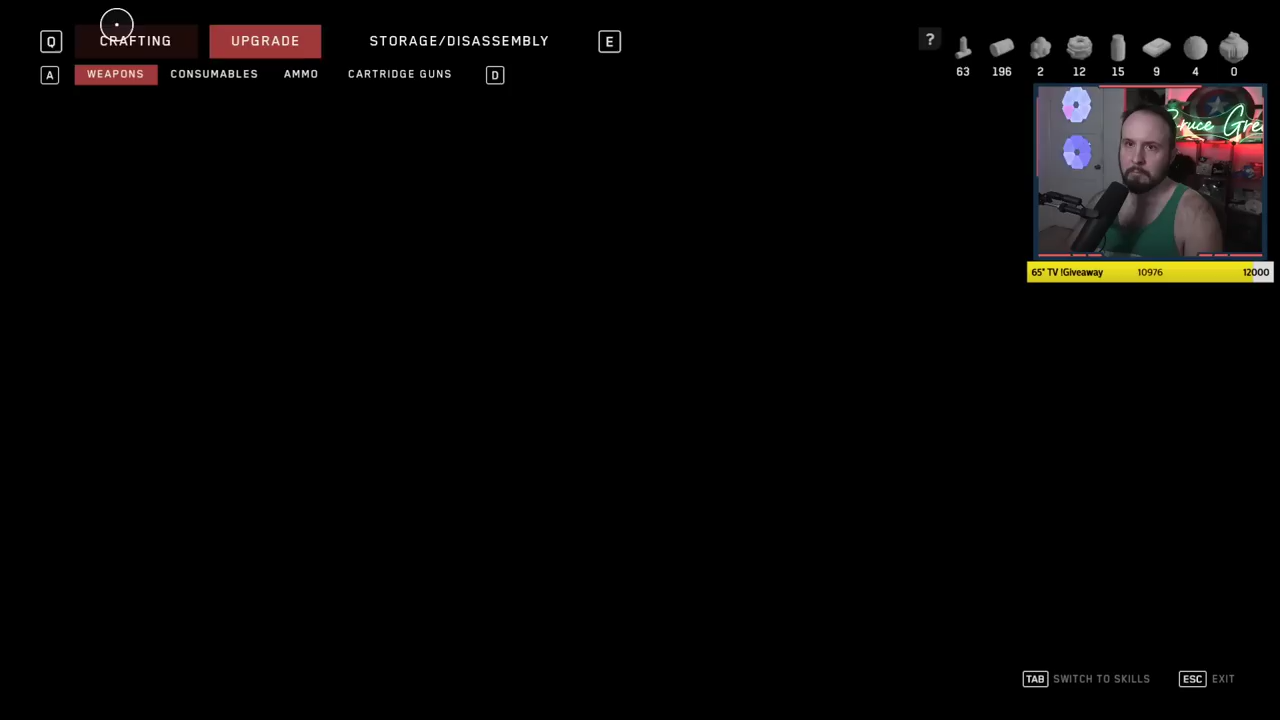 Q CRAFTING UPGRADE STORAGE/DISASSEMBLY E ?
63 196 2 12 15 9 4 0
A WEAPONS CONSUMABLES AMMO CARTRIDGE GUNS D
65" TV !Giveaway 10976 12000
TAB SWITCH TO SKILLS ESC EXIT